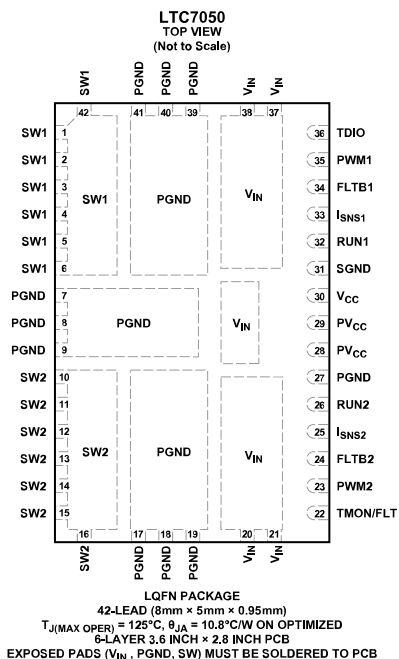 LTC7050
TOP VIEW
(Not to Scale)
SW1 PGND PGND PGND VIN VIN
42 41 40 39 38 37
SW1 1 36 TDIO
SW1 2 35 PWM1
SW1 3 34 FLTB1
SW1 PGND VIN
SW1 4 33 ISNS1
SW1 5 32 RUN1
SW1 6 31 SGND
PGND 7 30 VCC
PGND 8 PGND VIN 29 PVCC
PGND 9 28 PVCC
SW2 10 27 PGND
SW2 11 26 RUN2
SW2 12 25 ISNS2
SW2 PGND VIN
SW2 13 24 FLTB2
SW2 14 23 PWM2
SW2 15 22 TMON/FLT
16 17 18 19 20 21
SW2 PGND PGND PGND VIN VIN
LQFN PACKAGE
42-LEAD (8mm × 5mm × 0.95mm)
TJ(MAX OPER) = 125°C, θJA = 10.8°C/W ON OPTIMIZED
6-LAYER 3.6 INCH × 2.8 INCH PCB
EXPOSED PADS (VIN , PGND, SW) MUST BE SOLDERED TO PCB